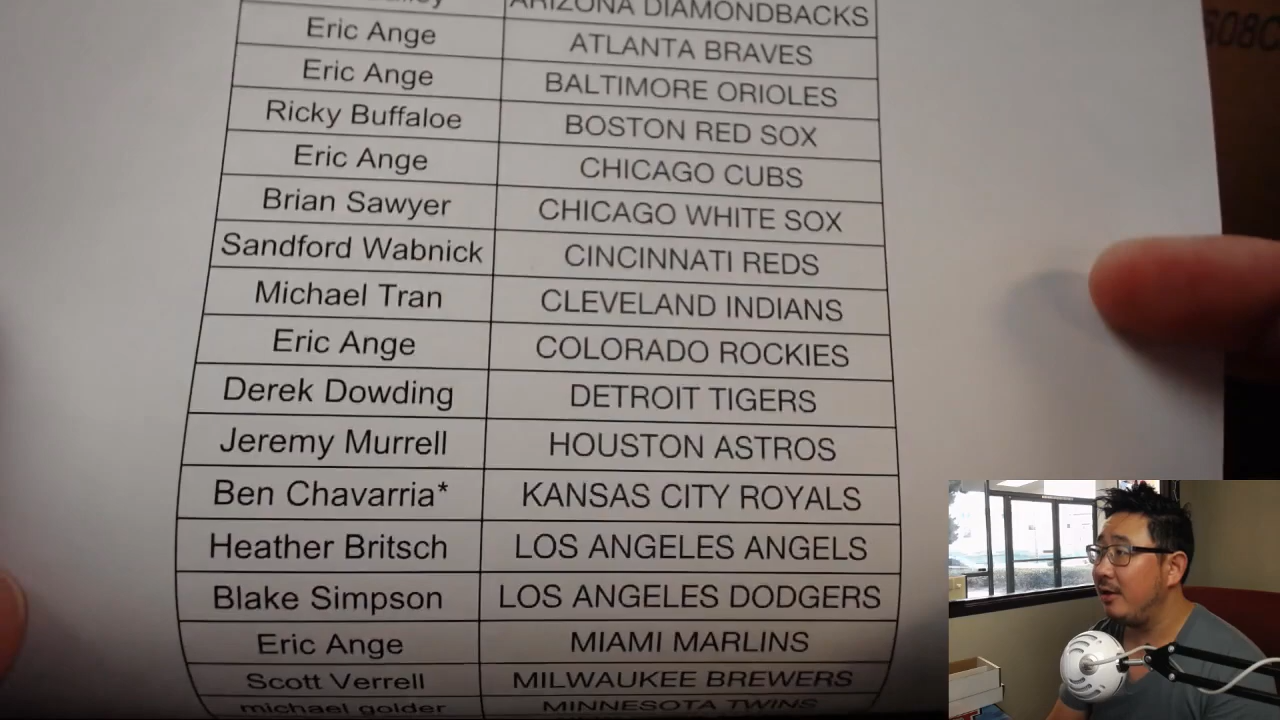 ARIZONA DIAMONDBACKS
Eric Ange ATLANTA BRAVES
Eric Ange BALTIMORE ORIOLES
Ricky Buffaloe BOSTON RED SOX
Eric Ange CHICAGO CUBS
Brian Sawyer CHICAGO WHITE SOX
Sandford Wabnick CINCINNATI REDS
Michael Tran CLEVELAND INDIANS
Eric Ange COLORADO ROCKIES
Derek Dowding DETROIT TIGERS
Jeremy Murrell HOUSTON ASTROS
Ben Chavarria* KANSAS CITY ROYALS
Heather Britsch LOS ANGELES ANGELS
Blake Simpson LOS ANGELES DODGERS
Eric Ange MIAMI MARLINS
Scott Verrell MILWAUKEE BREWERS
michael golder MINNESOTA TWINS